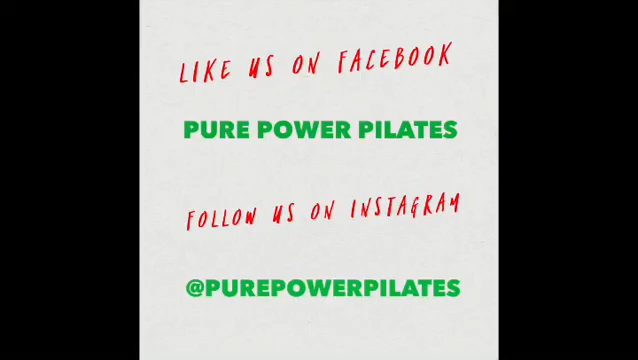 LIKE US ON FACEBOOK
PURE POWER PILATES
FOLLOW US ON INSTAGRAM
@PUREPOWERPILATES